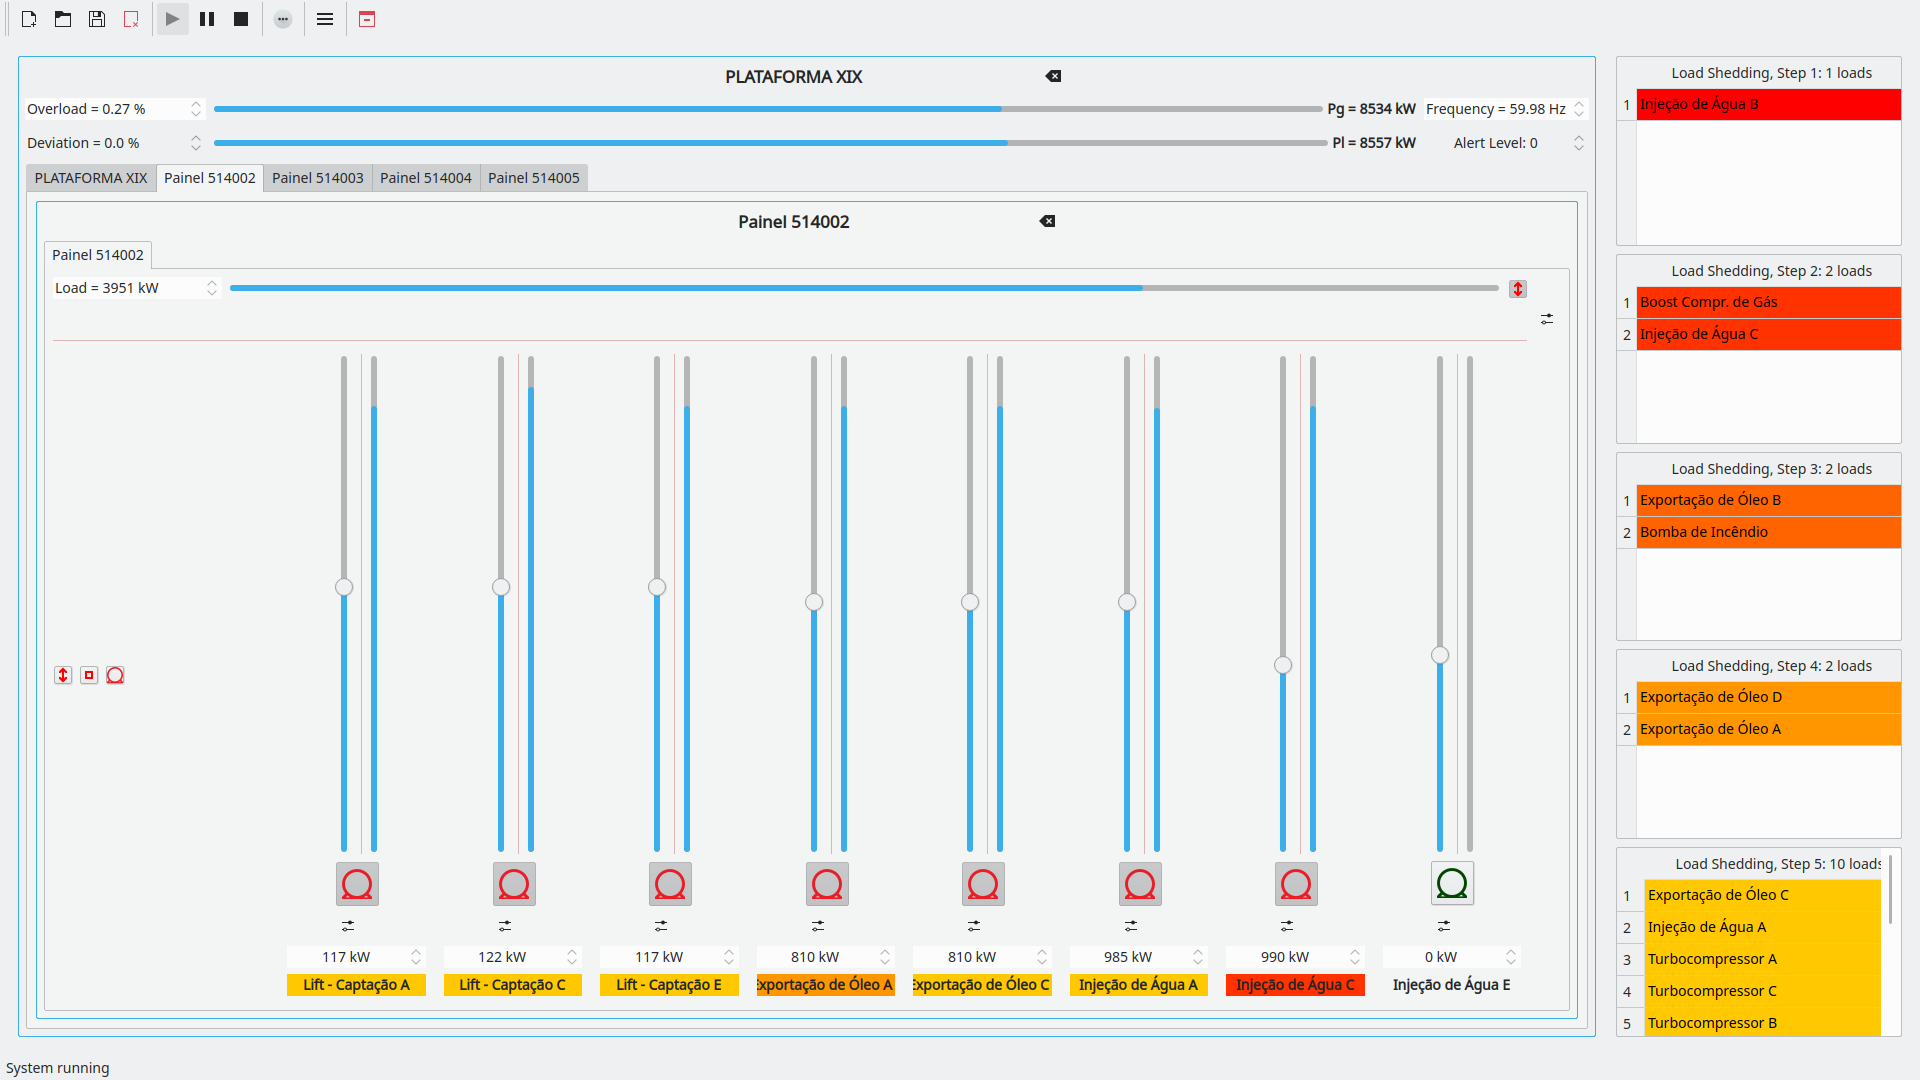 PLATAFORMA XIX
Overload = 0.27 %
Pg = 8534 kW
Frequency = 59.98 Hz
Deviation = 0.0 %
Pl = 8557 kW
Alert Level: 0
PLATAFORMA XIX
Painel 514002
Painel 514003
Painel 514004
Painel 514005
Painel 514002
Painel 514002
Load = 3951 kW
117 kW
122 kW
117 kW
810 kW
810 kW
985 kW
990 kW
0 kW
Lift - Captação A
Lift - Captação C
Lift - Captação E
Exportação de Óleo A
Exportação de Óleo C
Injeção de Água A
Injeção de Água C
Injeção de Água E
Load Shedding, Step 1: 1 loads
1 Injeção de Água B
Load Shedding, Step 2: 2 loads
1 Boost Compr. de Gás
2 Injeção de Água C
Load Shedding, Step 3: 2 loads
1 Exportação de Óleo B
2 Bomba de Incêndio
Load Shedding, Step 4: 2 loads
1 Exportação de Óleo D
2 Exportação de Óleo A
Load Shedding, Step 5: 10 loads
1 Exportação de Óleo C
2 Injeção de Água A
3 Turbocompressor A
4 Turbocompressor C
5 Turbocompressor B
System running